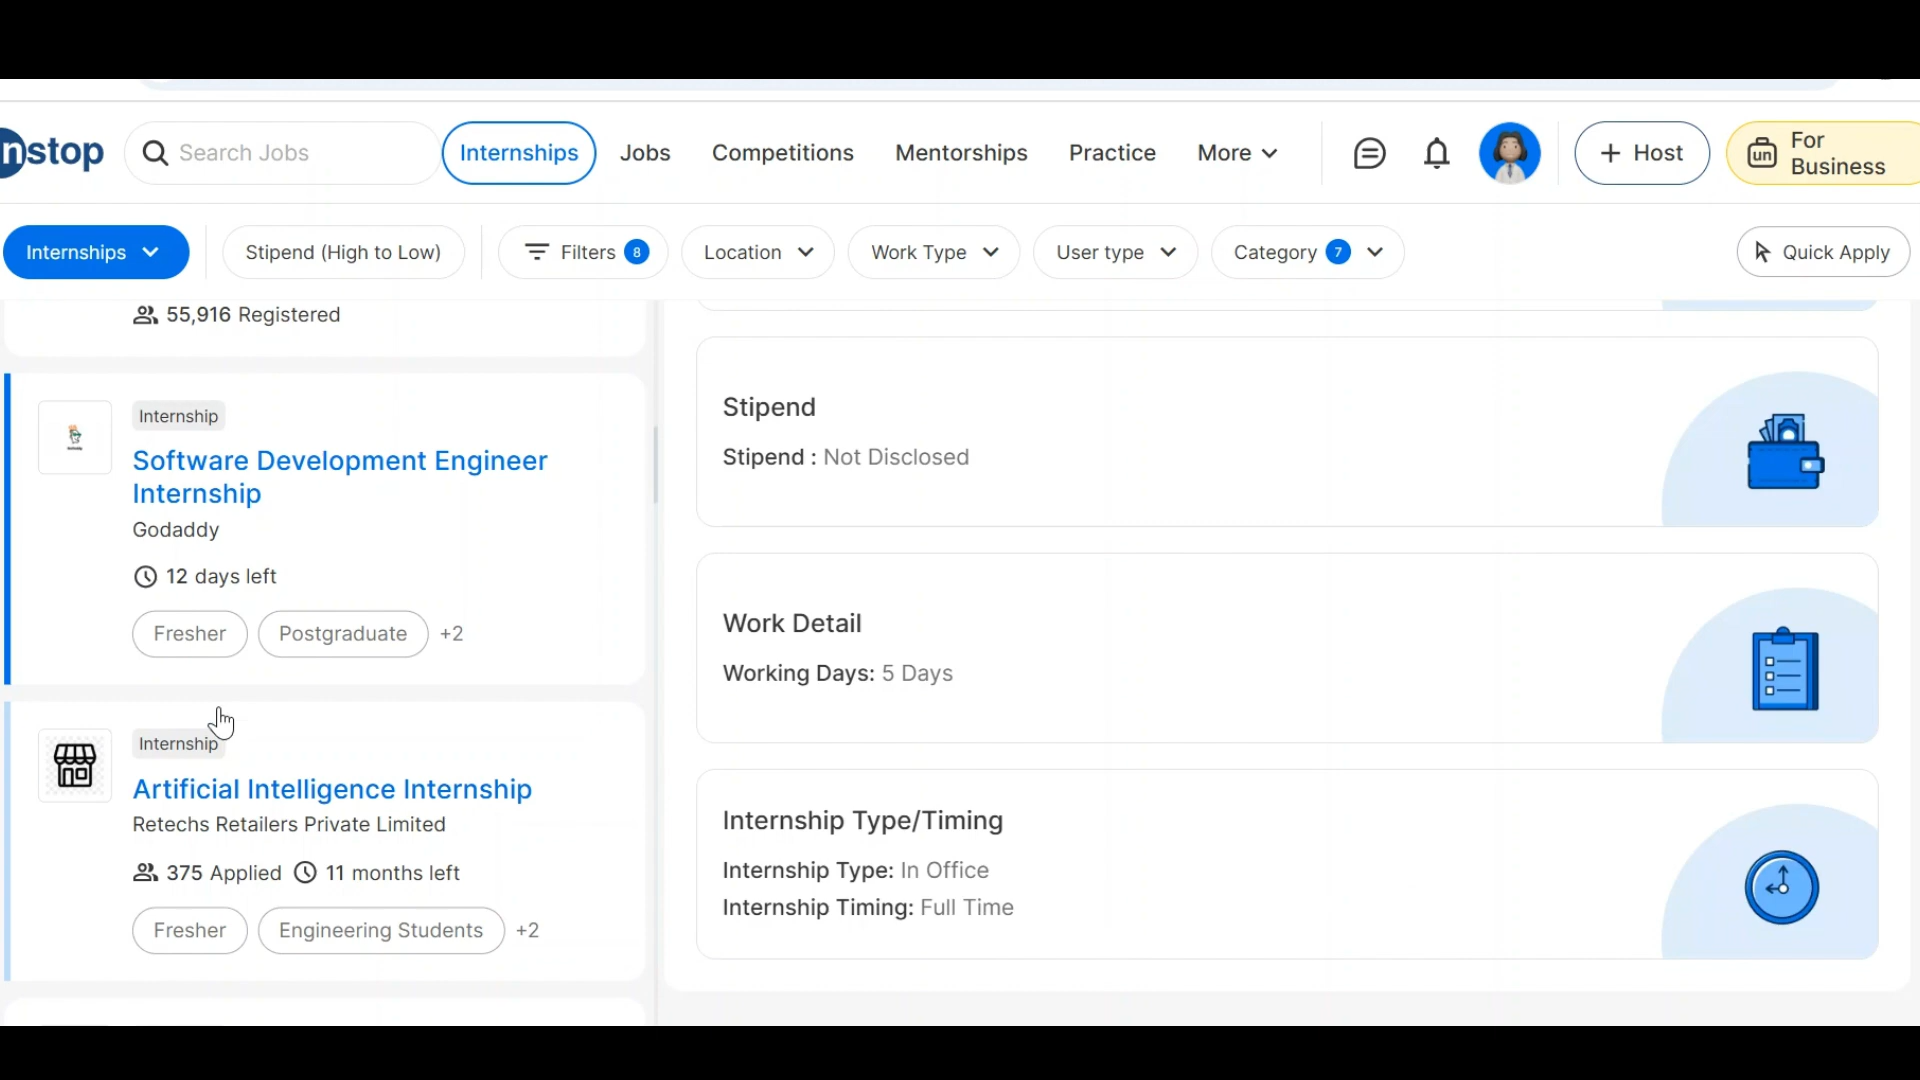 nstop
Search Jobs
Internships
Jobs
Competitions
Mentorships
Practice
More
Host
un
For
Business
Internships
Stipend (High to Low)
Filters 8
Location
Work Type
User type
Category 7
Quick Apply
55,916 Registered
Internship
Software Development Engineer
Internship
Godaddy
12 days left
Fresher
Postgraduate
+2
Internship
Artificial Intelligence Internship
Retechs Retailers Private Limited
375 Applied
11 months left
Fresher
Engineering Students
+2
Stipend
Stipend : Not Disclosed
Work Detail
Working Days: 5 Days
Internship Type/Timing
Internship Type: In Office
Internship Timing: Full Time